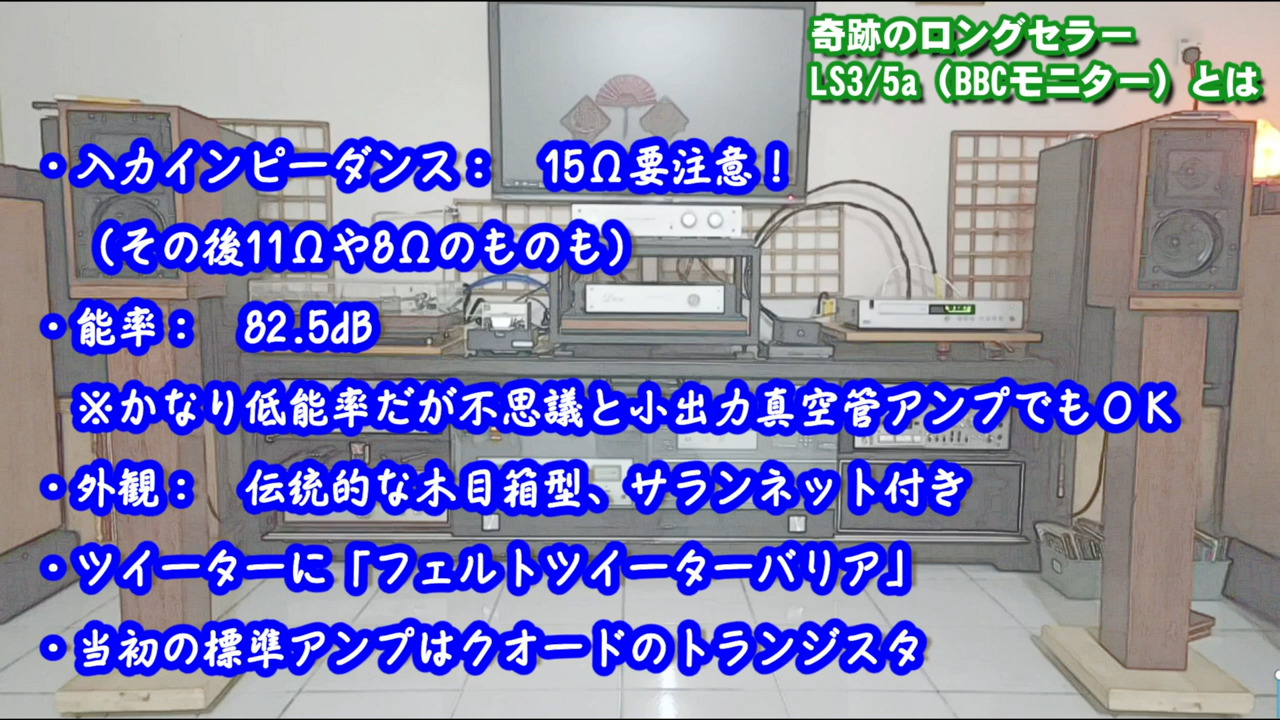 奇跡のロングセラー
LS3/5a（BBCモニター）とは
・入力インピーダンス：　15Ω要注意！
（その後11Ωや8Ωのものも）
・能率：　82.5dB
※かなり低能率だが不思議と小出力真空管アンプでもＯＫ
・外観：　伝统的な木目箱型、サランネット付き
・ツイーターに「フェルトツイーターバリア」
・当初の標準アンプはクオードのトランジスタ